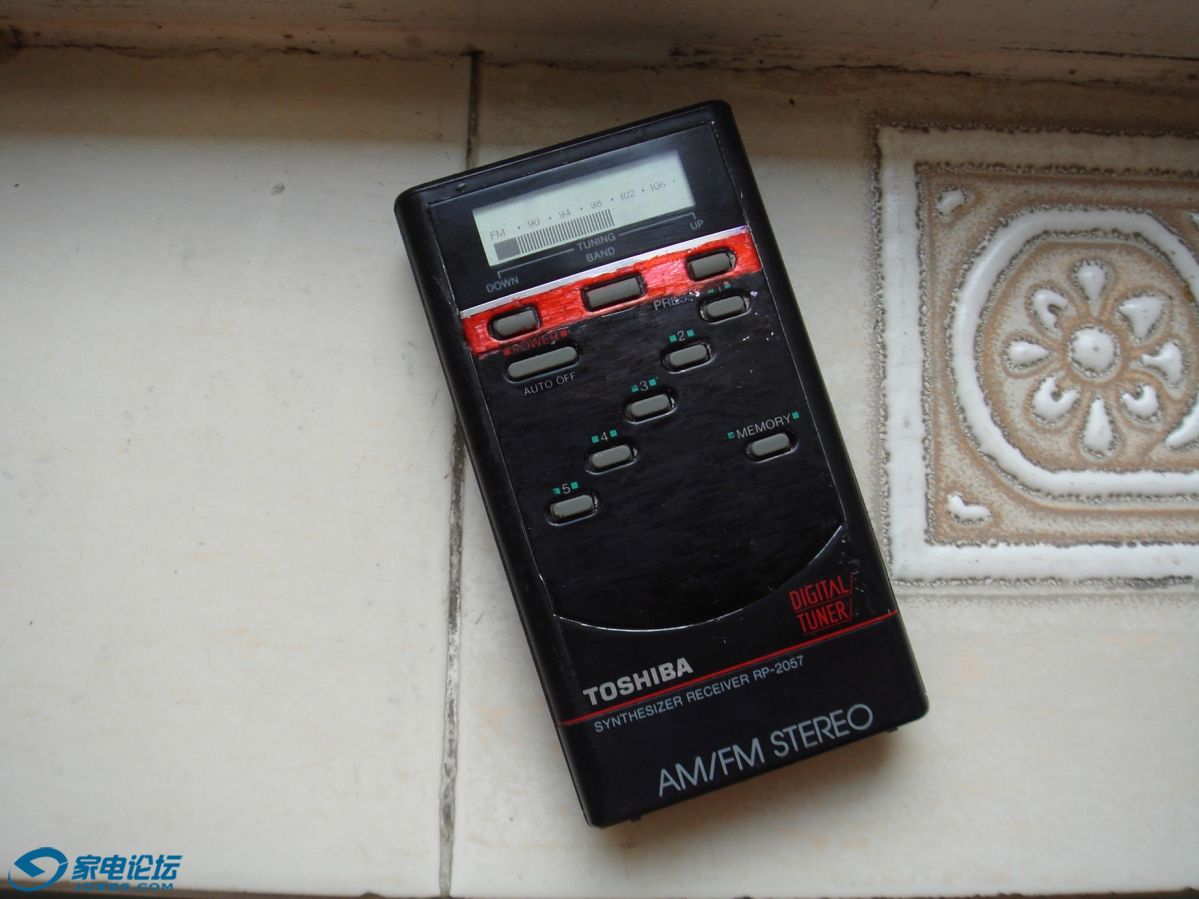 FM · 90 · 94 · 98 · 102 · 106 ·
DOWN TUNING UP
BAND
POWER
AUTO OFF
1
2
3
4
5
MEMORY
DIGITAL
TUNER
TOSHIBA
SYNTHESIZER RECEIVER RP-2057
AM/FM STEREO
家电论坛